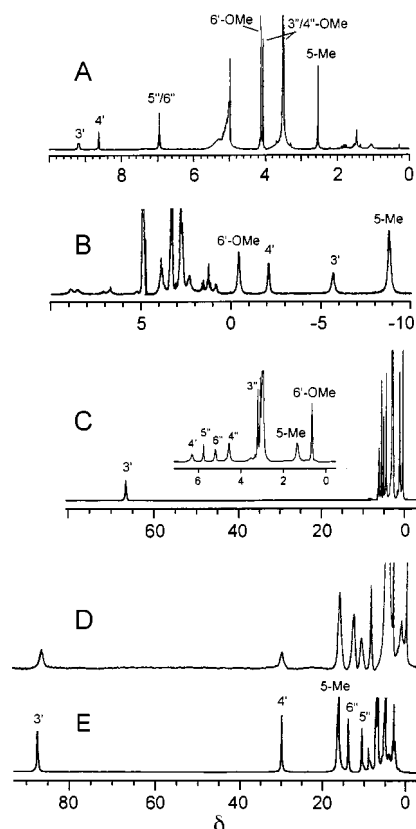 6'-OMe
3"/4"-OMe
5-Me
A
5"/6"
4'
3'
8 6 4 2 0
5-Me
B
6'-OMe
4'
3'
5 0 -5 -10
C
3"
6'-OMe
4'
5"
6"
4"
5-Me
3'
6 4 2 0
60 40 20 0
D
5-Me
E
3'
4'
6"
5"
80 60 40 20 0
δ